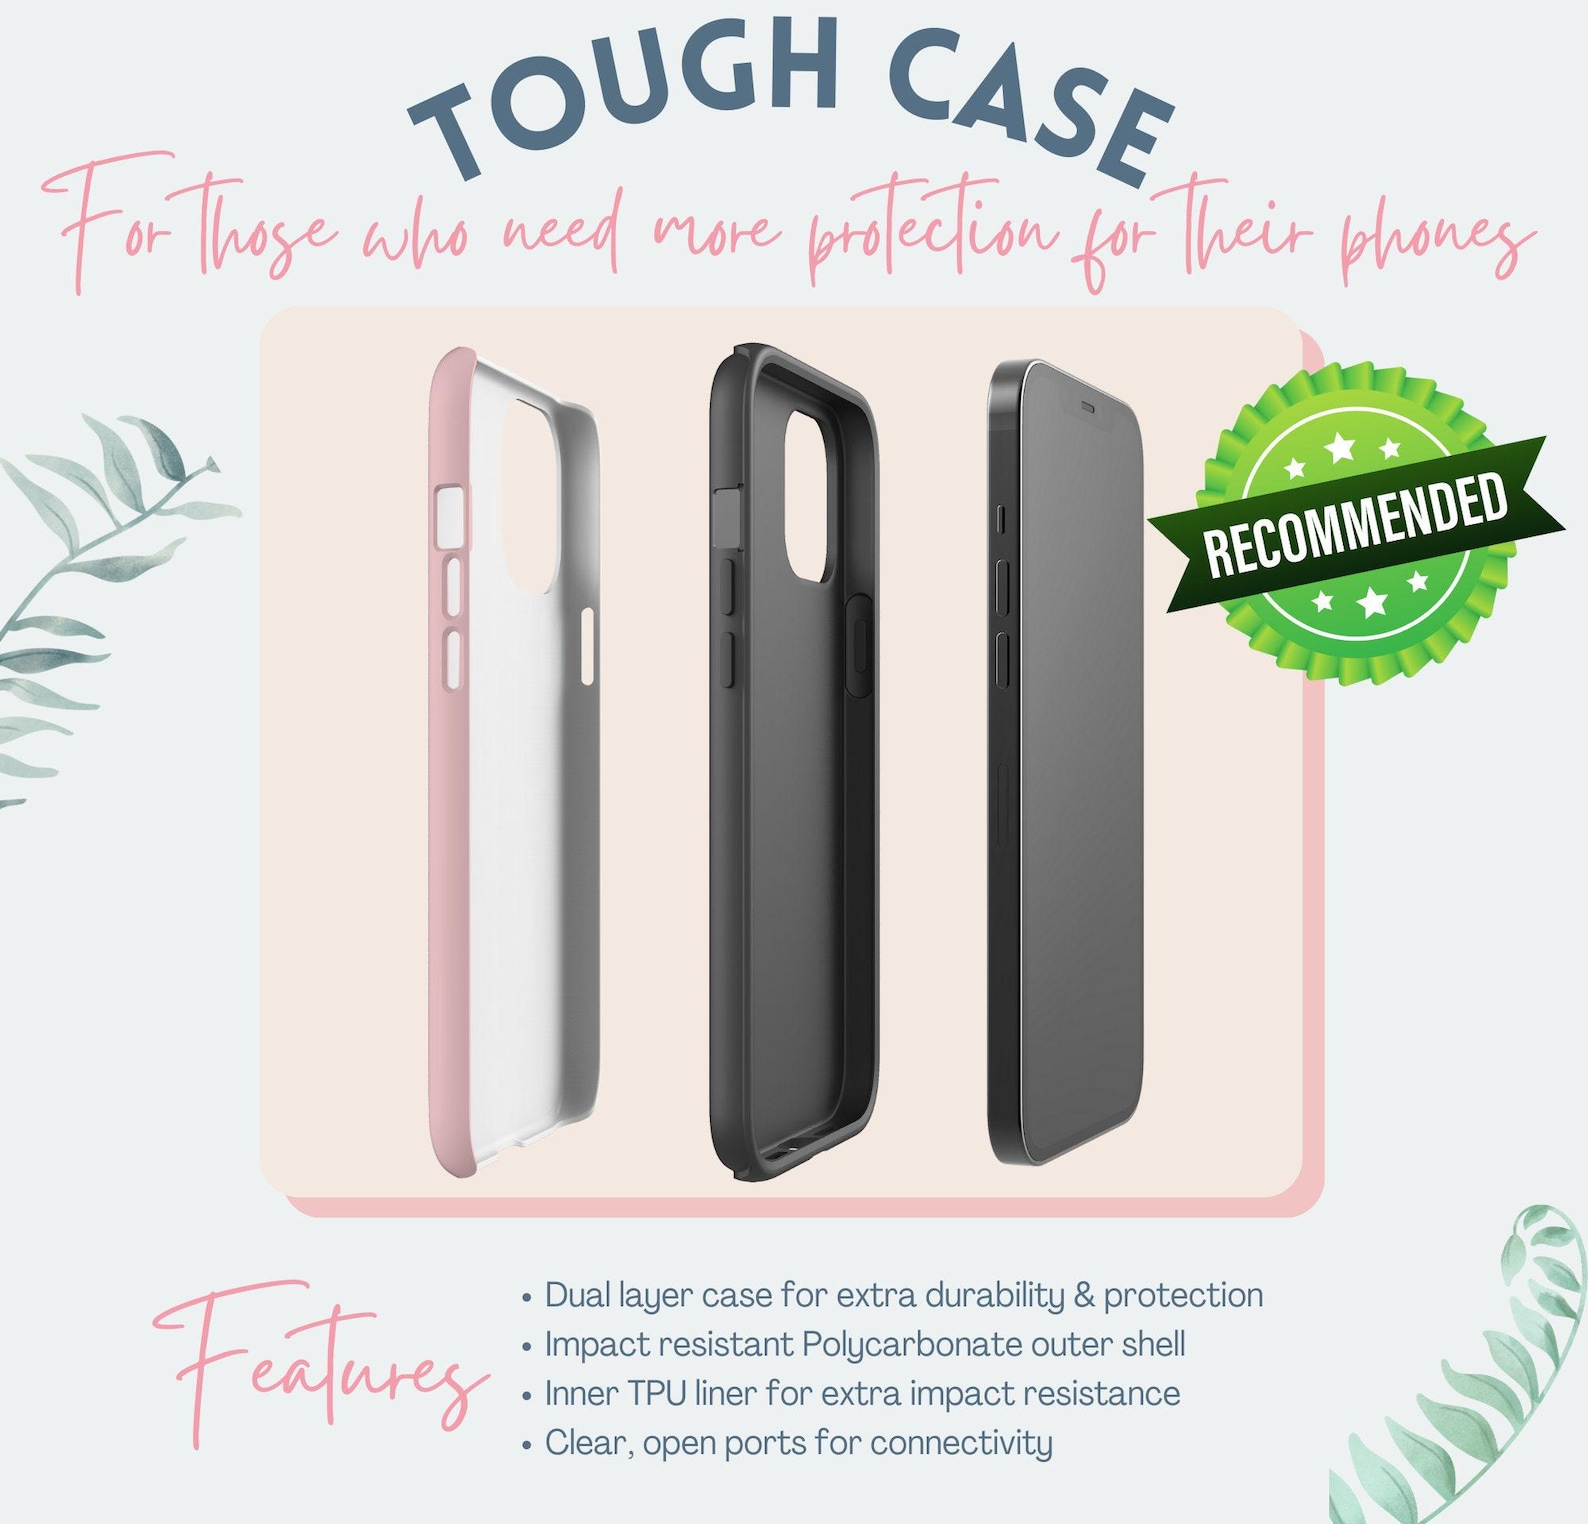 TOUGH CASE
For those who need more protection for their phones
RECOMMENDED
Features
• Dual layer case for extra durability & protection
• Impact resistant Polycarbonate outer shell
• Inner TPU liner for extra impact resistance
• Clear, open ports for connectivity